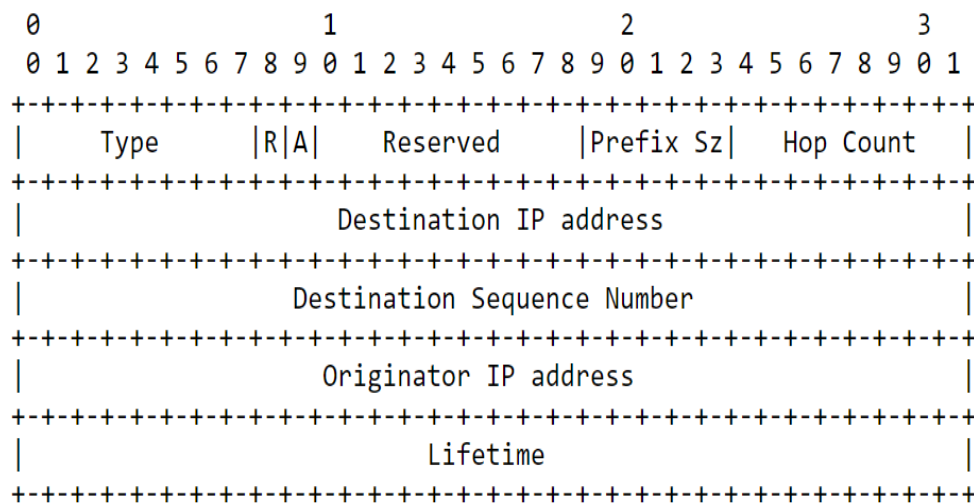 0                   1                   2                   3
0 1 2 3 4 5 6 7 8 9 0 1 2 3 4 5 6 7 8 9 0 1 2 3 4 5 6 7 8 9 0 1
+-+-+-+-+-+-+-+-+-+-+-+-+-+-+-+-+-+-+-+-+-+-+-+-+-+-+-+-+-+-+-+-+
|     Type      |R|A|    Reserved     |Prefix Sz|   Hop Count   |
+-+-+-+-+-+-+-+-+-+-+-+-+-+-+-+-+-+-+-+-+-+-+-+-+-+-+-+-+-+-+-+-+
|                     Destination IP address                    |
+-+-+-+-+-+-+-+-+-+-+-+-+-+-+-+-+-+-+-+-+-+-+-+-+-+-+-+-+-+-+-+-+
|                  Destination Sequence Number                  |
+-+-+-+-+-+-+-+-+-+-+-+-+-+-+-+-+-+-+-+-+-+-+-+-+-+-+-+-+-+-+-+-+
|                    Originator IP address                      |
+-+-+-+-+-+-+-+-+-+-+-+-+-+-+-+-+-+-+-+-+-+-+-+-+-+-+-+-+-+-+-+-+
|                           Lifetime                            |
+-+-+-+-+-+-+-+-+-+-+-+-+-+-+-+-+-+-+-+-+-+-+-+-+-+-+-+-+-+-+-+-+